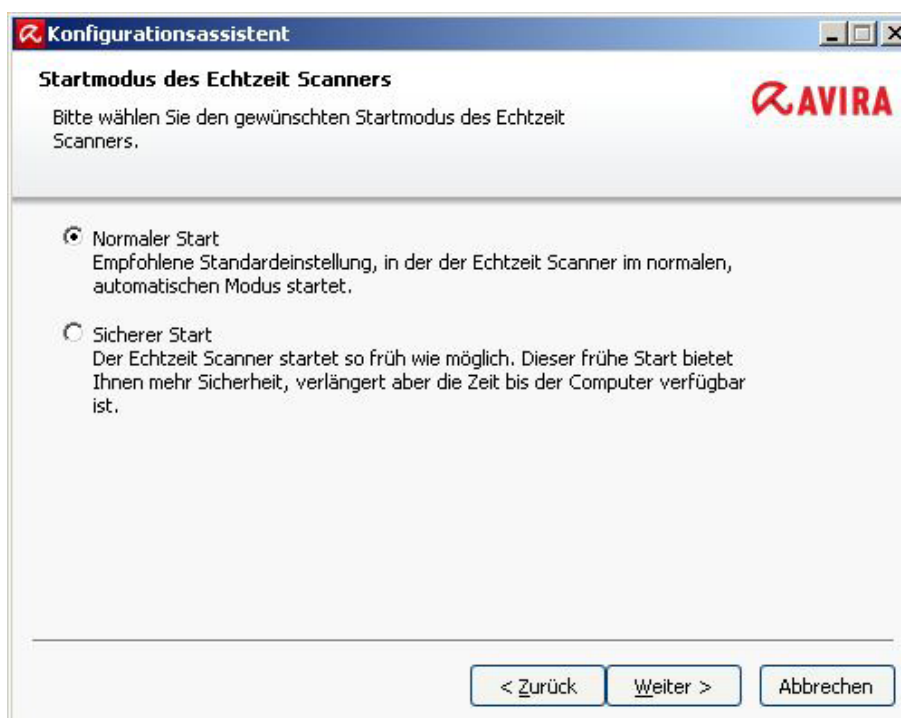 Konfigurationsassistent
Startmodus des Echtzeit Scanners
Bitte wählen Sie den gewünschten Startmodus des Echtzeit
Scanners.
AVIRA
Normaler Start
Empfohlene Standardeinstellung, in der der Echtzeit Scanner im normalen,
automatischen Modus startet.
Sicherer Start
Der Echtzeit Scanner startet so früh wie möglich. Dieser frühe Start bietet
Ihnen mehr Sicherheit, verlängert aber die Zeit bis der Computer verfügbar
ist.
< Zurück Weiter > Abbrechen